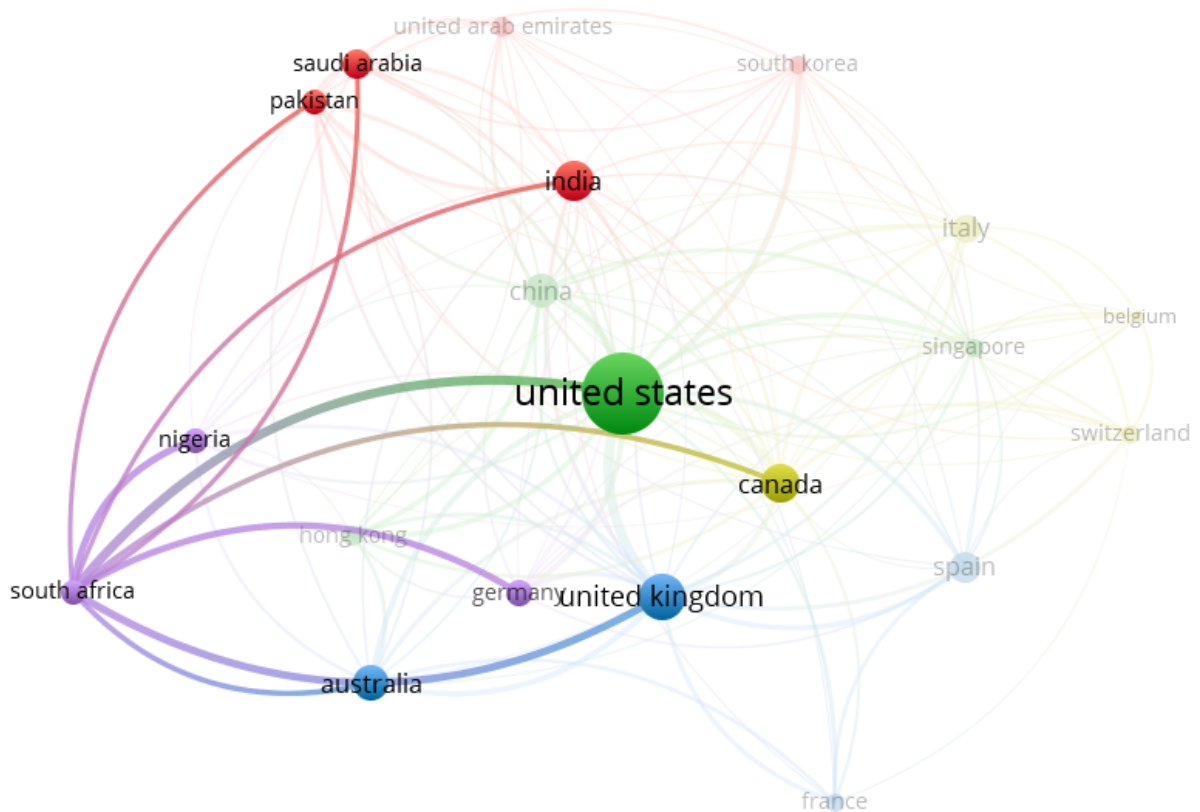 united arab emirates
saudi arabia
south korea
pakistan
india
italy
china
belgium
singapore
united states
nigeria
switzerland
canada
hong kong
spain
south africa
germany
united kingdom
australia
france